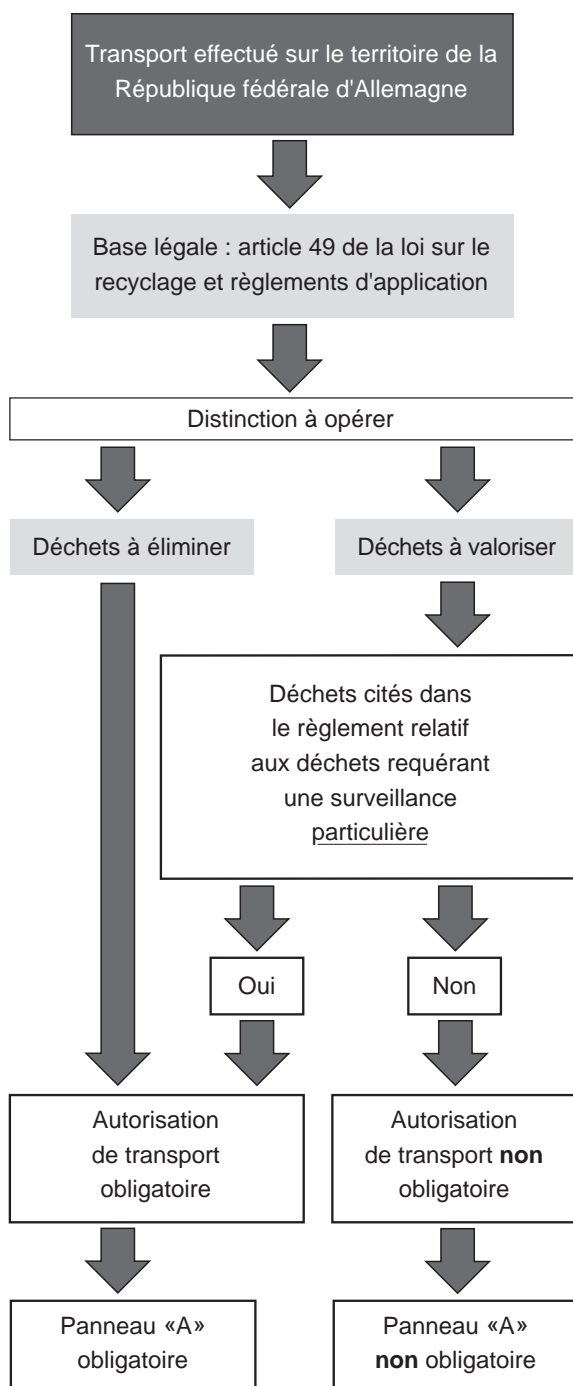 Transport effectué sur le territoire de la
République fédérale d'Allemagne
Base légale : article 49 de la loi sur le
recyclage et règlements d'application
Distinction à opérer
Déchets à éliminer
Déchets à valoriser
Déchets cités dans
le règlement relatif
aux déchets requérant
une surveillance
particulière
Oui
Non
Autorisation
de transport
obligatoire
Autorisation
de transport non
obligatoire
Panneau «A»
obligatoire
Panneau «A»
non obligatoire